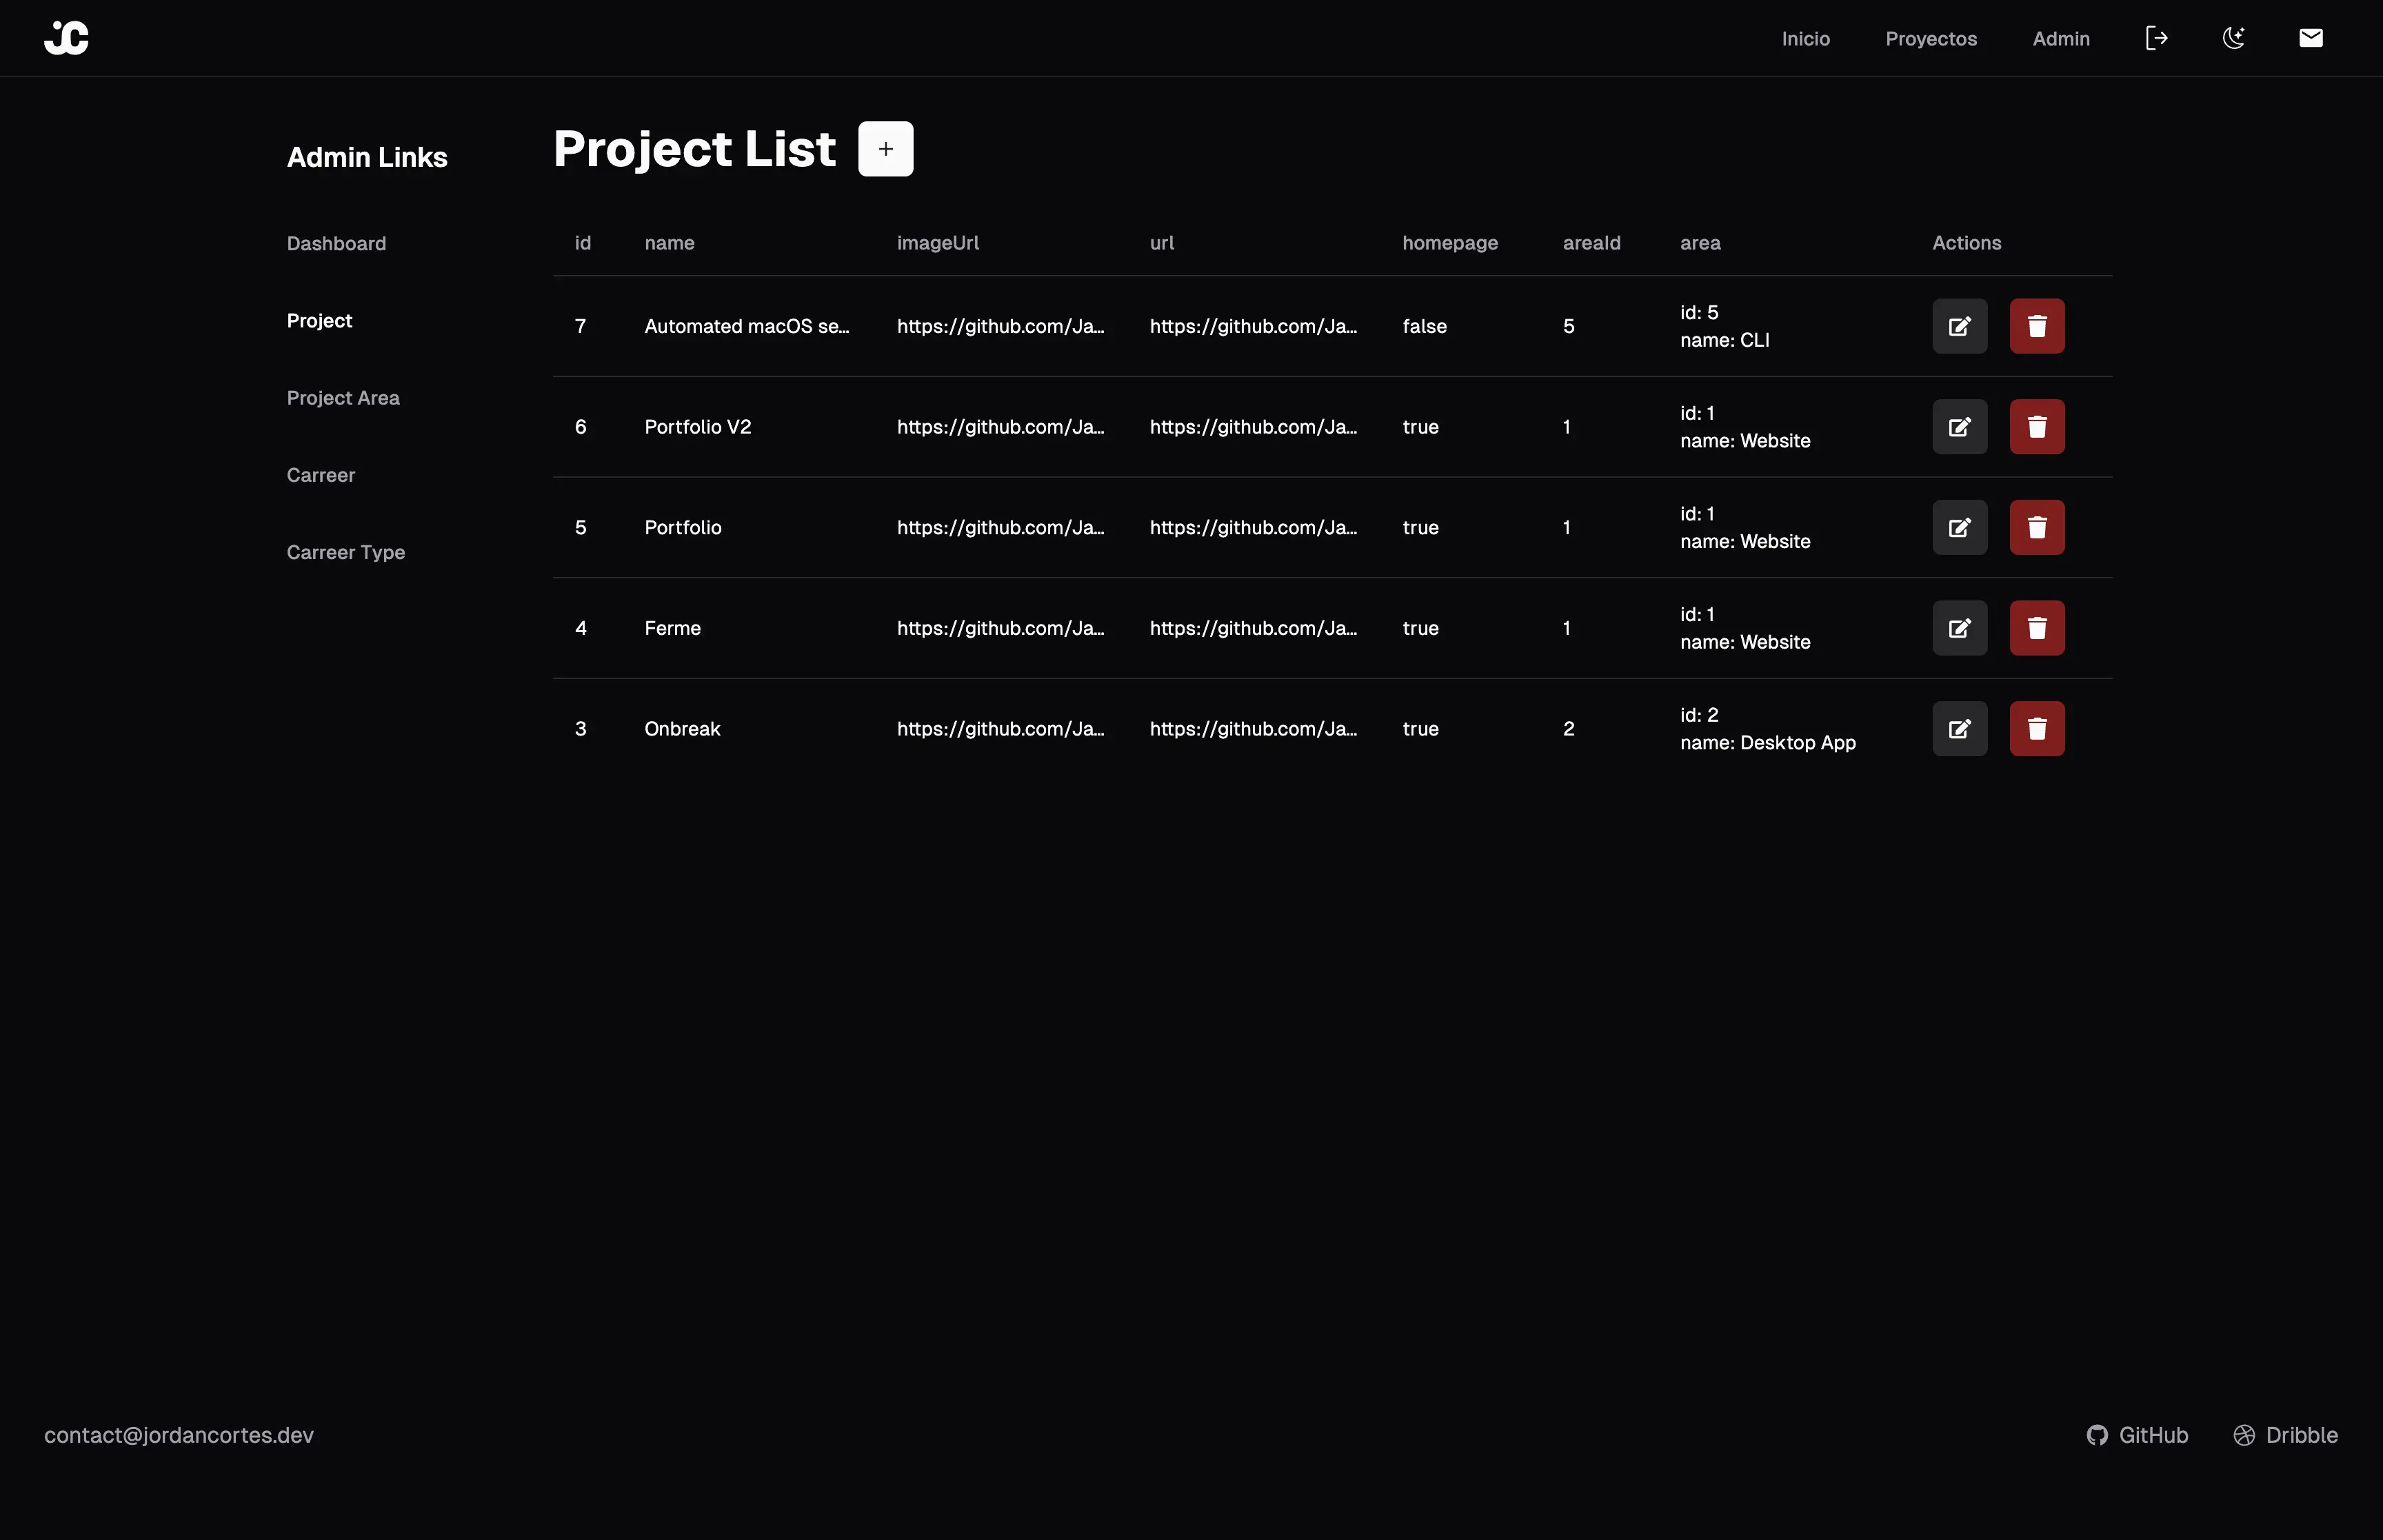 jc
Inicio Proyectos Admin
Admin Links
Dashboard
Project
Project Area
Carreer
Carreer Type
Project List +
id name imageUrl url homepage areaId area Actions
7 Automated macOS se... https://github.com/Ja... https://github.com/Ja... false 5 id: 5
name: CLI
6 Portfolio V2 https://github.com/Ja... https://github.com/Ja... true 1 id: 1
name: Website
5 Portfolio https://github.com/Ja... https://github.com/Ja... true 1 id: 1
name: Website
4 Ferme https://github.com/Ja... https://github.com/Ja... true 1 id: 1
name: Website
3 Onbreak https://github.com/Ja... https://github.com/Ja... true 2 id: 2
name: Desktop App
contact@jordancortes.dev
GitHub Dribble